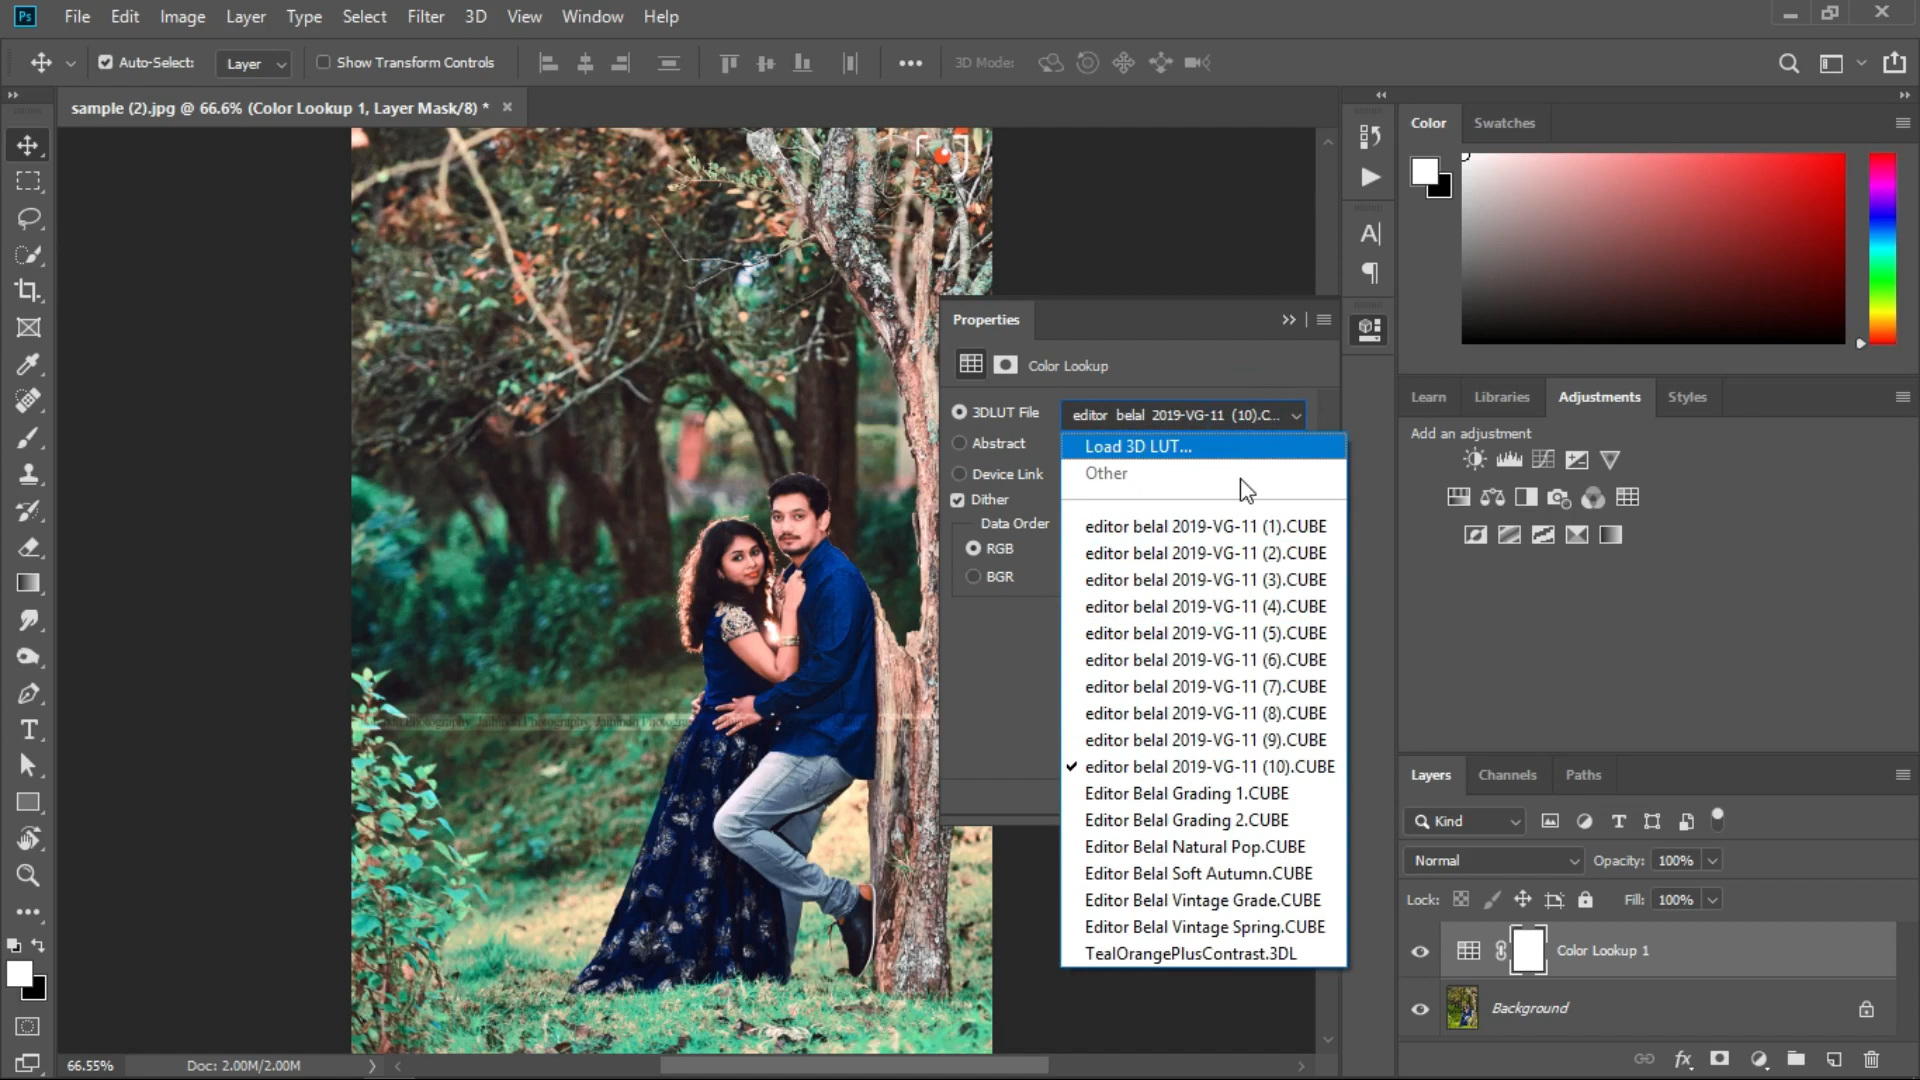 Ps File Edit Image Layer Type Select Filter 3D View Window Help
Auto-Select: Layer Show Transform Controls 3D Mode:
sample (2).jpg @ 66.6% (Color Lookup 1, Layer Mask/8) *
Color Swatches
Properties
Color Lookup
3DLUT File editor belal 2019-VG-11 (10).C...
Abstract
Device Link
Dither
Data Order
RGB
BGR
Load 3D LUT...
Other
editor belal 2019-VG-11 (1).CUBE
editor belal 2019-VG-11 (2).CUBE
editor belal 2019-VG-11 (3).CUBE
editor belal 2019-VG-11 (4).CUBE
editor belal 2019-VG-11 (5).CUBE
editor belal 2019-VG-11 (6).CUBE
editor belal 2019-VG-11 (7).CUBE
editor belal 2019-VG-11 (8).CUBE
editor belal 2019-VG-11 (9).CUBE
editor belal 2019-VG-11 (10).CUBE
Editor Belal Grading 1.CUBE
Editor Belal Grading 2.CUBE
Editor Belal Natural Pop.CUBE
Editor Belal Soft Autumn.CUBE
Editor Belal Vintage Grade.CUBE
Editor Belal Vintage Spring.CUBE
TealOrangePlusContrast.3DL
Learn Libraries Adjustments Styles
Add an adjustment
Layers Channels Paths
Kind
Normal Opacity: 100%
Lock: Fill: 100%
Color Lookup 1
Background
Photography, Jaihindh Photography, Jaihindh
66.55% Doc: 2.00M/2.00M